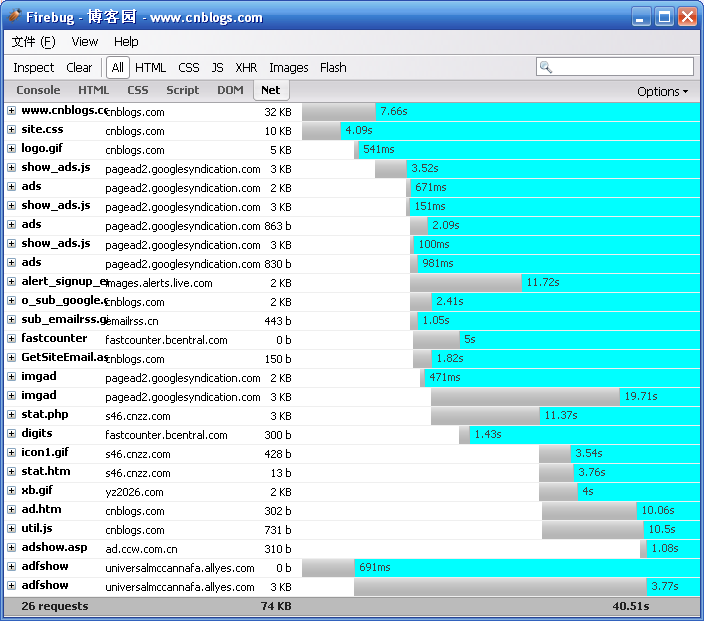 Firebug - 博客园 - www.cnblogs.com
文件 (F) View Help
Inspect Clear All HTML CSS JS XHR Images Flash
Console HTML CSS Script DOM Net Options
www.cnblogs.cc cnblogs.com 32 KB 7.66s
site.css cnblogs.com 10 KB 4.09s
logo.gif cnblogs.com 5 KB 541ms
show_ads.js pagead2.googlesyndication.com 3 KB 3.52s
ads pagead2.googlesyndication.com 2 KB 671ms
show_ads.js pagead2.googlesyndication.com 3 KB 151ms
ads pagead2.googlesyndication.com 863 b 2.09s
show_ads.js pagead2.googlesyndication.com 3 KB 100ms
ads pagead2.googlesyndication.com 830 b 981ms
alert_signup_e images.alerts.live.com 2 KB 11.72s
o_sub_google.g cnblogs.com 2 KB 2.41s
sub_emailrss.gi emailrss.cn 443 b 1.05s
fastcounter fastcounter.bcentral.com 0 b 5s
GetSiteEmail.as cnblogs.com 150 b 1.82s
imgad pagead2.googlesyndication.com 2 KB 471ms
imgad pagead2.googlesyndication.com 3 KB 19.71s
stat.php s46.cnzz.com 3 KB 11.37s
digits fastcounter.bcentral.com 300 b 1.43s
icon1.gif s46.cnzz.com 428 b 3.54s
stat.htm s46.cnzz.com 13 b 3.76s
xb.gif yz2026.com 2 KB 4s
ad.htm cnblogs.com 302 b 10.06s
util.js cnblogs.com 731 b 10.5s
adshow.asp ad.ccw.com.cn 310 b 1.08s
adfshow universalmccannafa.allyes.com 0 b 691ms
adfshow universalmccannafa.allyes.com 3 KB 3.77s
26 requests 74 KB 40.51s